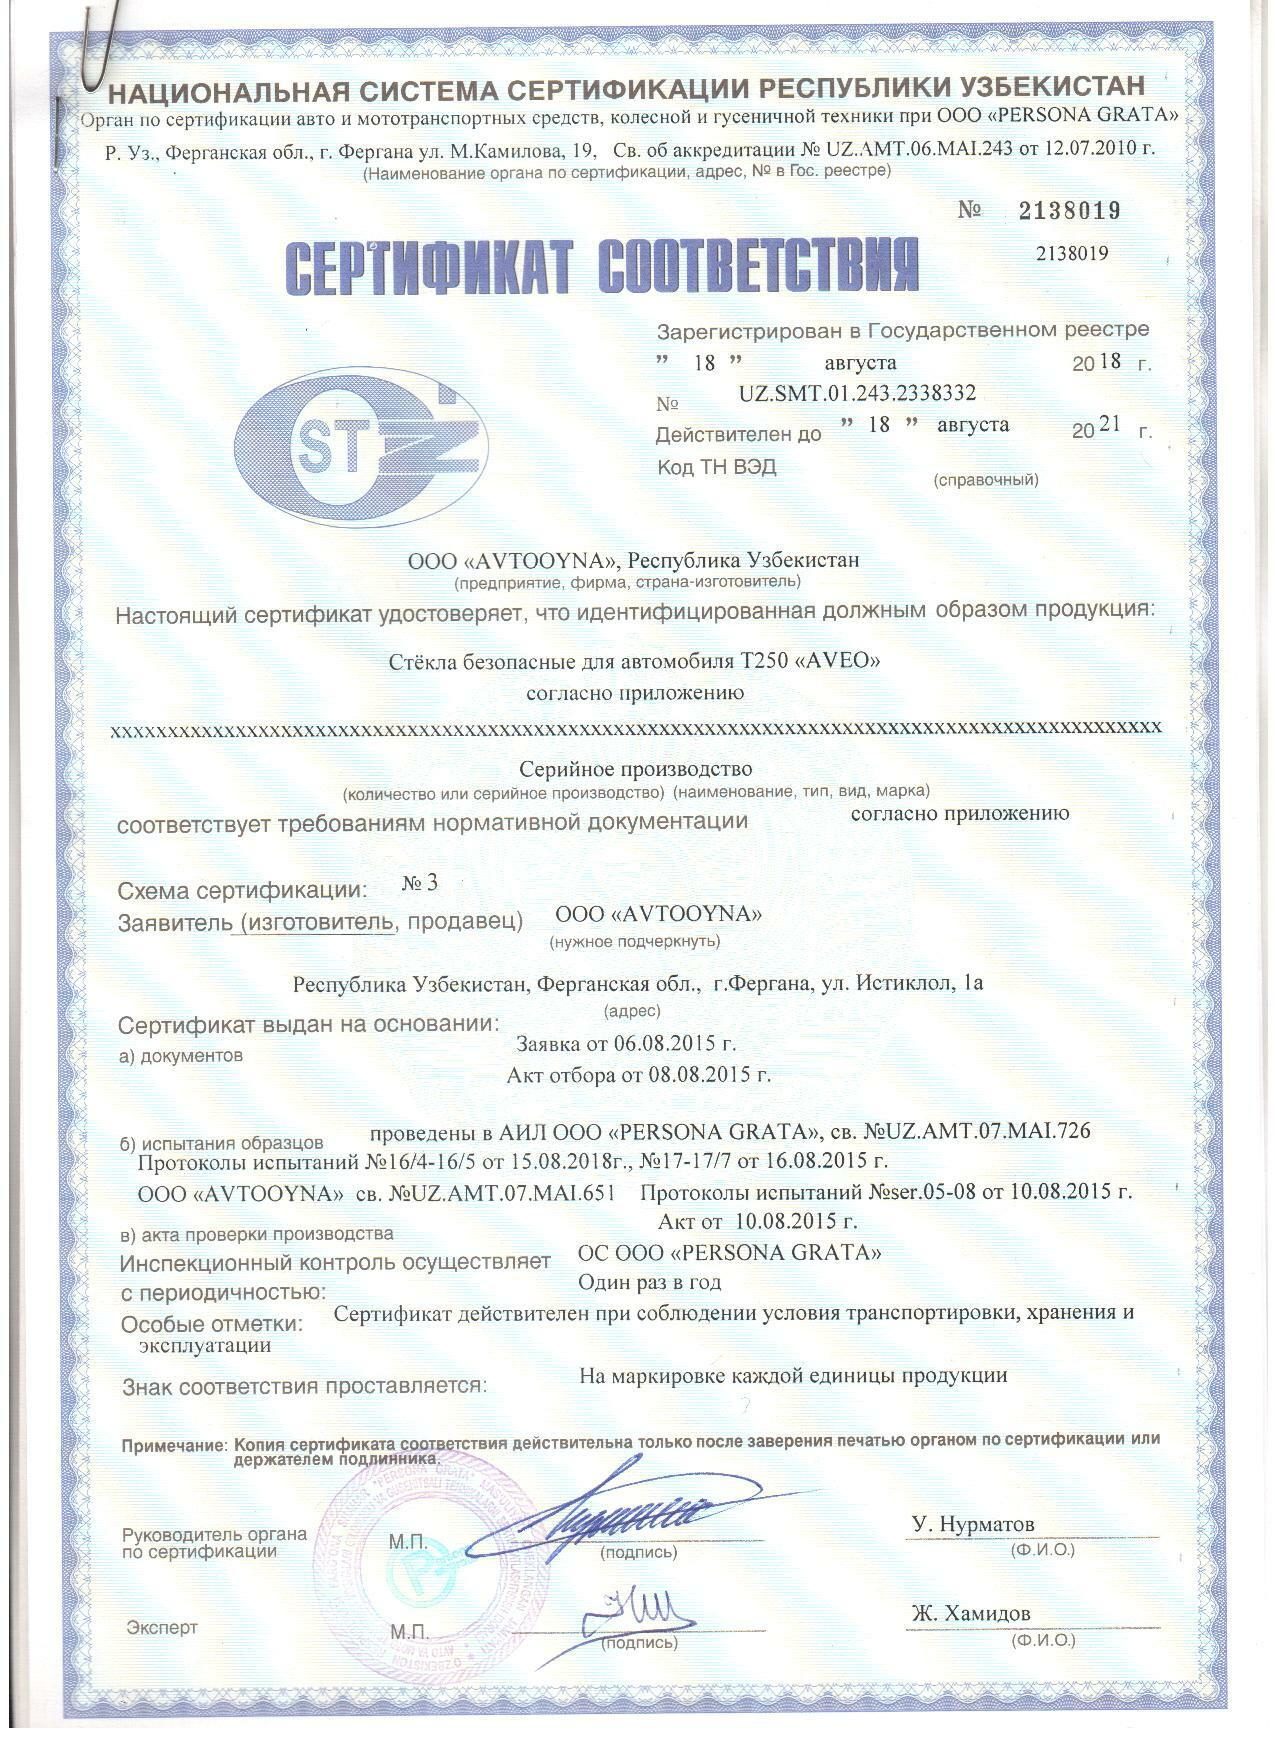 НАЦИОНАЛЬНАЯ СИСТЕМА СЕРТИФИКАЦИИ РЕСПУБЛИКИ УЗБЕКИСТАН
Орган по сертификации авто и мототранспортных средств, колесной и гусеничной техники при ООО «PERSONA GRATA»
Р. Уз., Ферганская обл., г. Фергана ул. М.Камилова, 19, Св. об аккредитации № UZ.AMT.06.MAI.243 от 12.07.2010 г.
(Наименование органа по сертификации, адрес, № в Гос. реестре)
№ 2138019
СЕРТИФИКАТ СООТВЕТСТВИЯ
2138019
Зарегистрирован в Государственном реестре
” 18 ” августа 2018 г.
№ UZ.SMT.01.243.2338332
Действителен до ” 18 ” августа 2021 г.
Код ТН ВЭД
(справочный)
ST
ООО «AVTOOYNA», Республика Узбекистан
(предприятие, фирма, страна-изготовитель)
Настоящий сертификат удостоверяет, что идентифицированная должным образом продукция:
Стёкла безопасные для автомобиля Т250 «AVEO»
согласно приложению
xxxxxxxxxxxxxxxxxxxxxxxxxxxxxxxxxxxxxxxxxxxxxxxxxxxxxxxxxxxxxxxxxxxxxxxxxxxxxxxxxxxxxxxxxxx
Серийное производство
(количество или серийное производство) (наименование, тип, вид, марка)
соответствует требованиям нормативной документации согласно приложению
Схема сертификации: № 3
Заявитель (изготовитель, продавец) ООО «AVTOOYNA»
(нужное подчеркнуть)
Республика Узбекистан, Ферганская обл., г.Фергана, ул. Истиклол, 1а
(адрес)
Сертификат выдан на основании:
а) документов Заявка от 06.08.2015 г.
Акт отбора от 08.08.2015 г.
б) испытания образцов проведены в АИЛ ООО «PERSONA GRATA», св. №UZ.AMT.07.MAI.726
Протоколы испытаний №16/4-16/5 от 15.08.2018г., №17-17/7 от 16.08.2015 г.
ООО «AVTOOYNA» св. №UZ.AMT.07.MAI.651 Протоколы испытаний №ser.05-08 от 10.08.2015 г.
в) акта проверки производства Акт от 10.08.2015 г.
Инспекционный контроль осуществляет ОС ООО «PERSONA GRATA»
с периодичностью: Один раз в год
Особые отметки: Сертификат действителен при соблюдении условия транспортировки, хранения и
эксплуатации
Знак соответствия проставляется: На маркировке каждой единицы продукции
Примечание: Копия сертификата соответствия действительна только после заверения печатью органом по сертификации или
держателем подлинника.
Руководитель органа
по сертификации М.П. (подпись) У. Нурматов
(Ф.И.О.)
Эксперт М.П. (подпись) Ж. Хамидов
(Ф.И.О.)